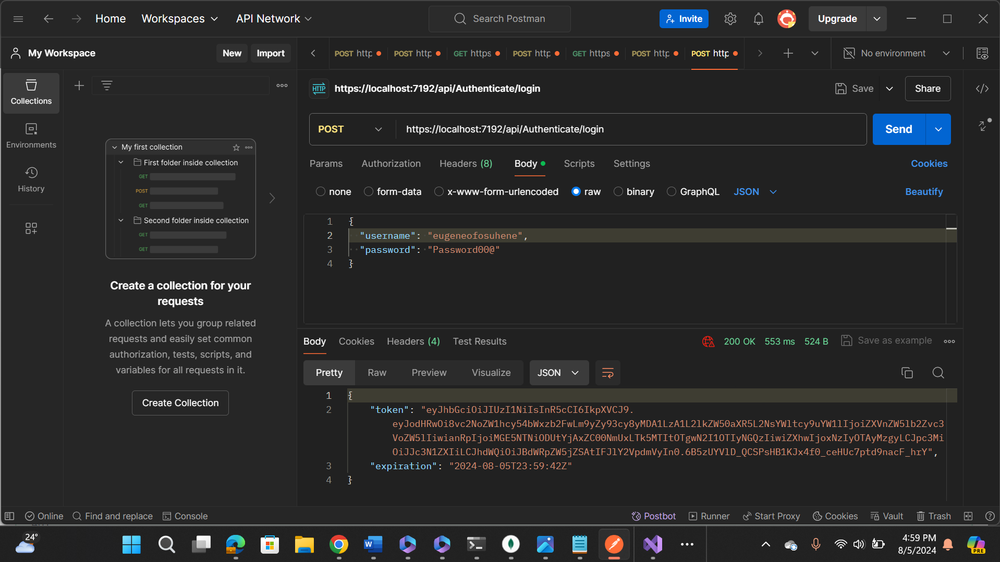 Home
Workspaces
API Network
Search Postman
Invite
Upgrade
My Workspace
New
Import
POST http
POST http
GET https
POST http
GET https
POST http
POST http
No environment
Collections
Environments
History
My first collection
First folder inside collection
GET
POST
GET
Second folder inside collection
GET
GET
Create a collection for your
requests
A collection lets you group related
requests and easily set common
authorization, tests, scripts, and
variables for all requests in it.
Create Collection
HTTP
https://localhost:7192/api/Authenticate/login
Save
Share
POST
https://localhost:7192/api/Authenticate/login
Send
Params
Authorization
Headers (8)
Body
Scripts
Settings
Cookies
none
form-data
x-www-form-urlencoded
raw
binary
GraphQL
JSON
Beautify
1 {
2 "username": "eugeneofosuhene",
3 "password": "Password00@"
4 }
Body
Cookies
Headers (4)
Test Results
200 OK
553 ms
524 B
Save as example
Pretty
Raw
Preview
Visualize
JSON
1 {
2 "token": "eyJhbGciOiJIUzI1NiIsInR5cCI6IkpXVCJ9.
eyJodHRwOi8vc2NoZW1hcy54bWxzb2FwLm9yZy93cy8yMDA1LzA1L2lkZW50aXR5L2NsYWltcy9uYW1lIjoiZXVnZW5lb2Zvc3
VoZW5lIiwianRpIjoiMGE5NTNiODUtYjAxZC00NmUxLTk5MTItOTgwN2I1OTIyNGQzIiwiZXhwIjoxNzIyOTAyMzgyLCJpc3Mi
OiJJc3N1ZXIiLCJhdWQiOiJBdWRpZW5jZSAtIFJlY2VpdmVyIn0.6B5zUYVlD_QCSPsHB1KJx4f0_ceHUc7ptd9nacF_hrY",
3 "expiration": "2024-08-05T23:59:42Z"
4 }
Online
Find and replace
Console
Postbot
Runner
Start Proxy
Cookies
Vault
Trash
24°
4:59 PM
8/5/2024
PRE